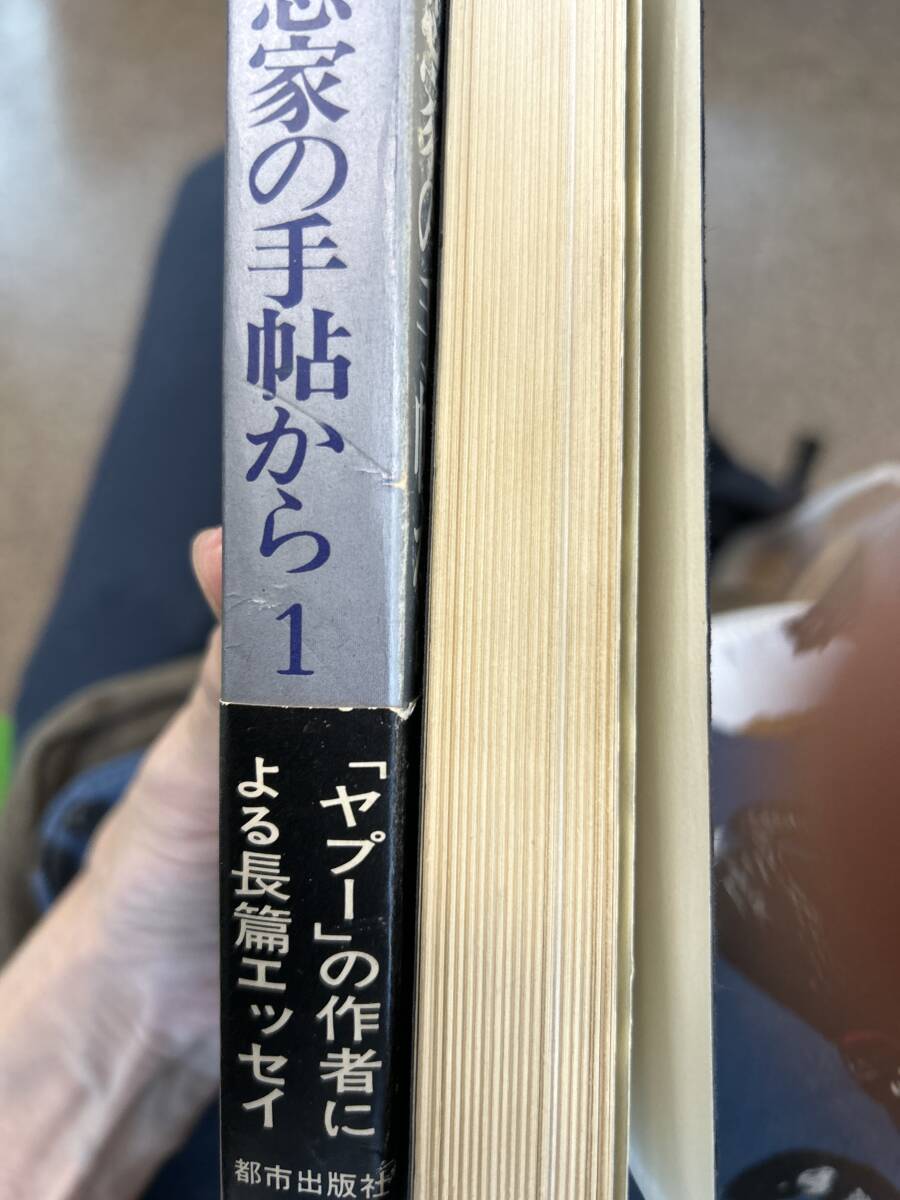 家の手帖から 1
「ヤプー」の作者に
よる長篇エッセイ
都市出版社